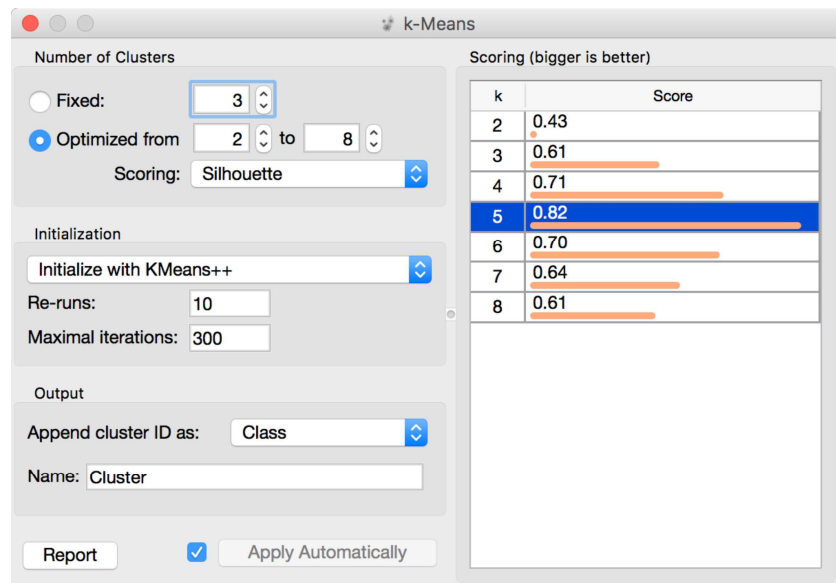 k-Means
Number of Clusters
Fixed: 3
Optimized from 2 to 8
Scoring: Silhouette
Initialization
Initialize with KMeans++
Re-runs: 10
Maximal iterations: 300
Output
Append cluster ID as: Class
Name: Cluster
Report
Apply Automatically
Scoring (bigger is better)
k Score
2 0.43
3 0.61
4 0.71
5 0.82
6 0.70
7 0.64
8 0.61